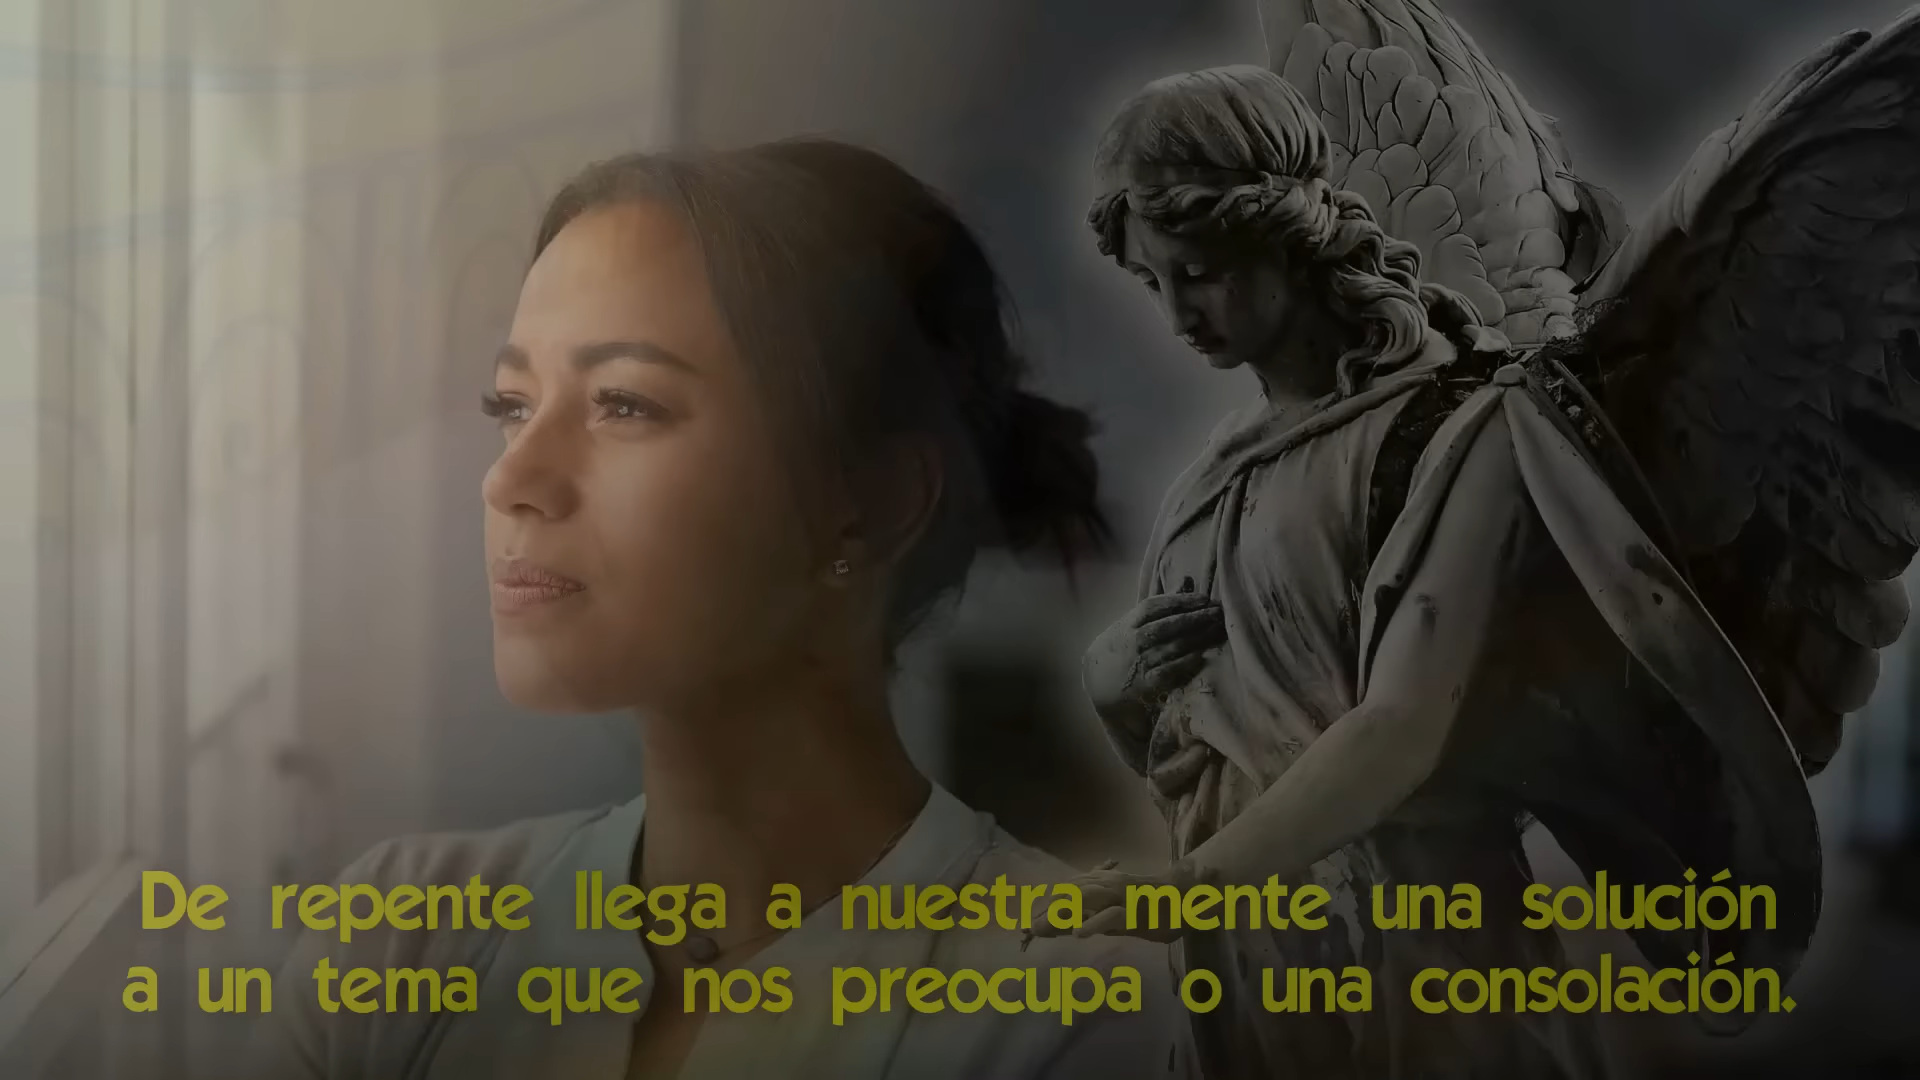 De repente llega a nuestra mente una solución
a un tema que nos preocupa o una consolación.